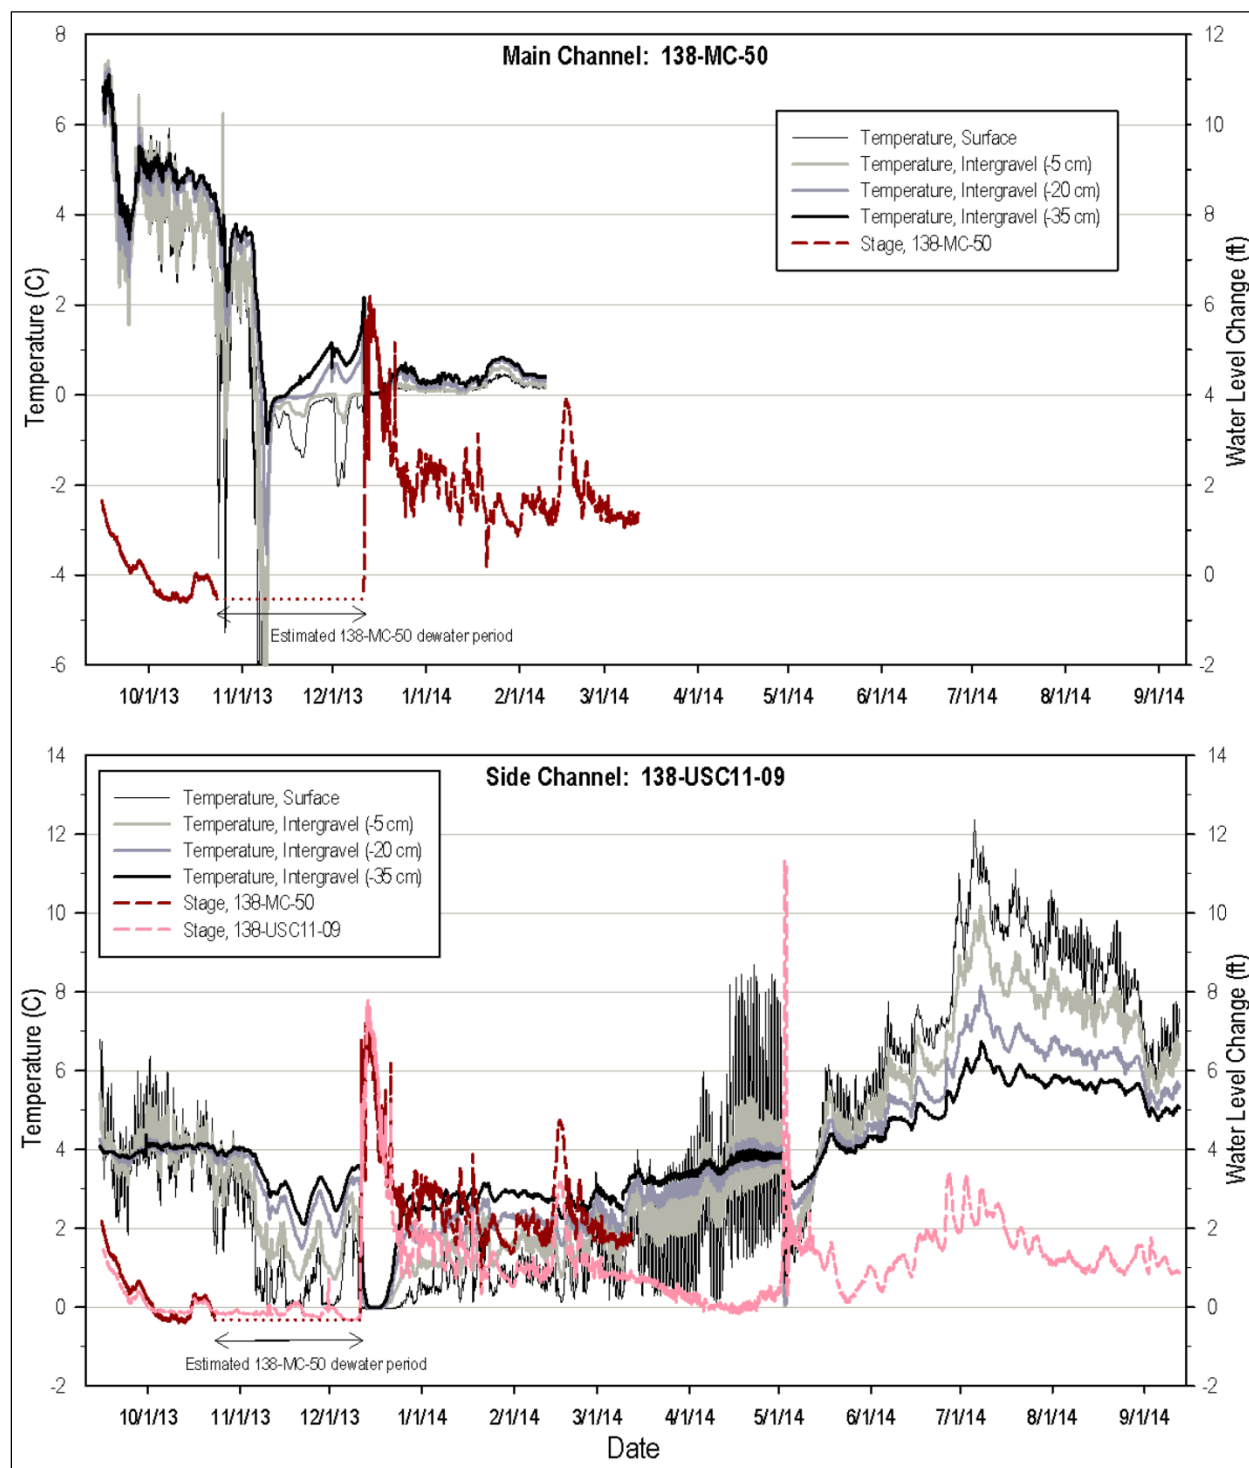 Main Channel: 138-MC-50
Temperature, Surface
Temperature, Intergravel (-5 cm)
Temperature, Intergravel (-20 cm)
Temperature, Intergravel (-35 cm)
Stage, 138-MC-50
Temperature (C)
8
6
4
2
0
-2
-4
-6
Water Level Change (ft)
12
10
8
6
4
2
0
-2
Estimated 138-MC-50 dewater period
10/1/13 11/1/13 12/1/13 1/1/14 2/1/14 3/1/14 4/1/14 5/1/14 6/1/14 7/1/14 8/1/14 9/1/14
Side Channel: 138-USC11-09
Temperature, Surface
Temperature, Intergravel (-5 cm)
Temperature, Intergravel (-20 cm)
Temperature, Intergravel (-35 cm)
Stage, 138-MC-50
Stage, 138-USC11-09
Temperature (C)
14
12
10
8
6
4
2
0
-2
Water Level Change (ft)
14
12
10
8
6
4
2
0
-2
Estimated 138-MC-50 dewater period
10/1/13 11/1/13 12/1/13 1/1/14 2/1/14 3/1/14 4/1/14 5/1/14 6/1/14 7/1/14 8/1/14 9/1/14
Date